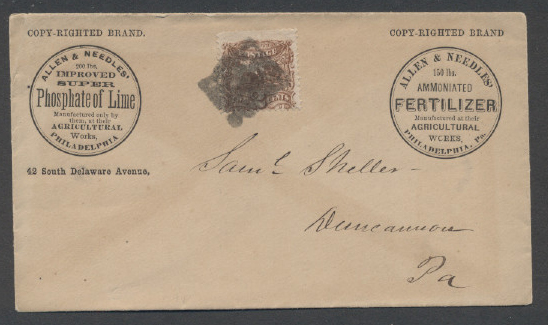 COPY-RIGHTED BRAND.
ALLEN & NEEDLES'
200 lbs.
IMPROVED
SUPER
Phosphate of Lime
Manufactured only by
them, at their
AGRICULTURAL
Works,
PHILADELPHIA
42 South Delaware Avenue,
COPY-RIGHTED BRAND
ALLEN & NEEDLES'
150 lbs.
AMMONIATED
FERTILIZER
Manufactured at their
AGRICULTURAL
WORKS,
PHILADELPHIA, Pa.
Saml. Sheller
Duncannon
Pa